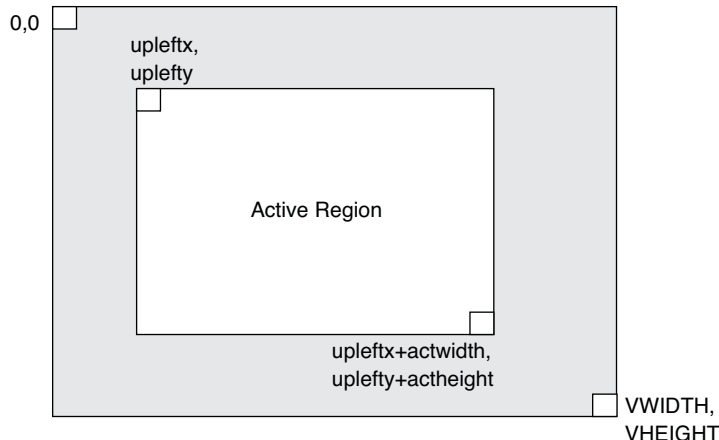 0,0
upleftx,
uplefty
Active Region
upleftx+actwidth,
uplefty+actheight
VWIDTH,
VHEIGHT